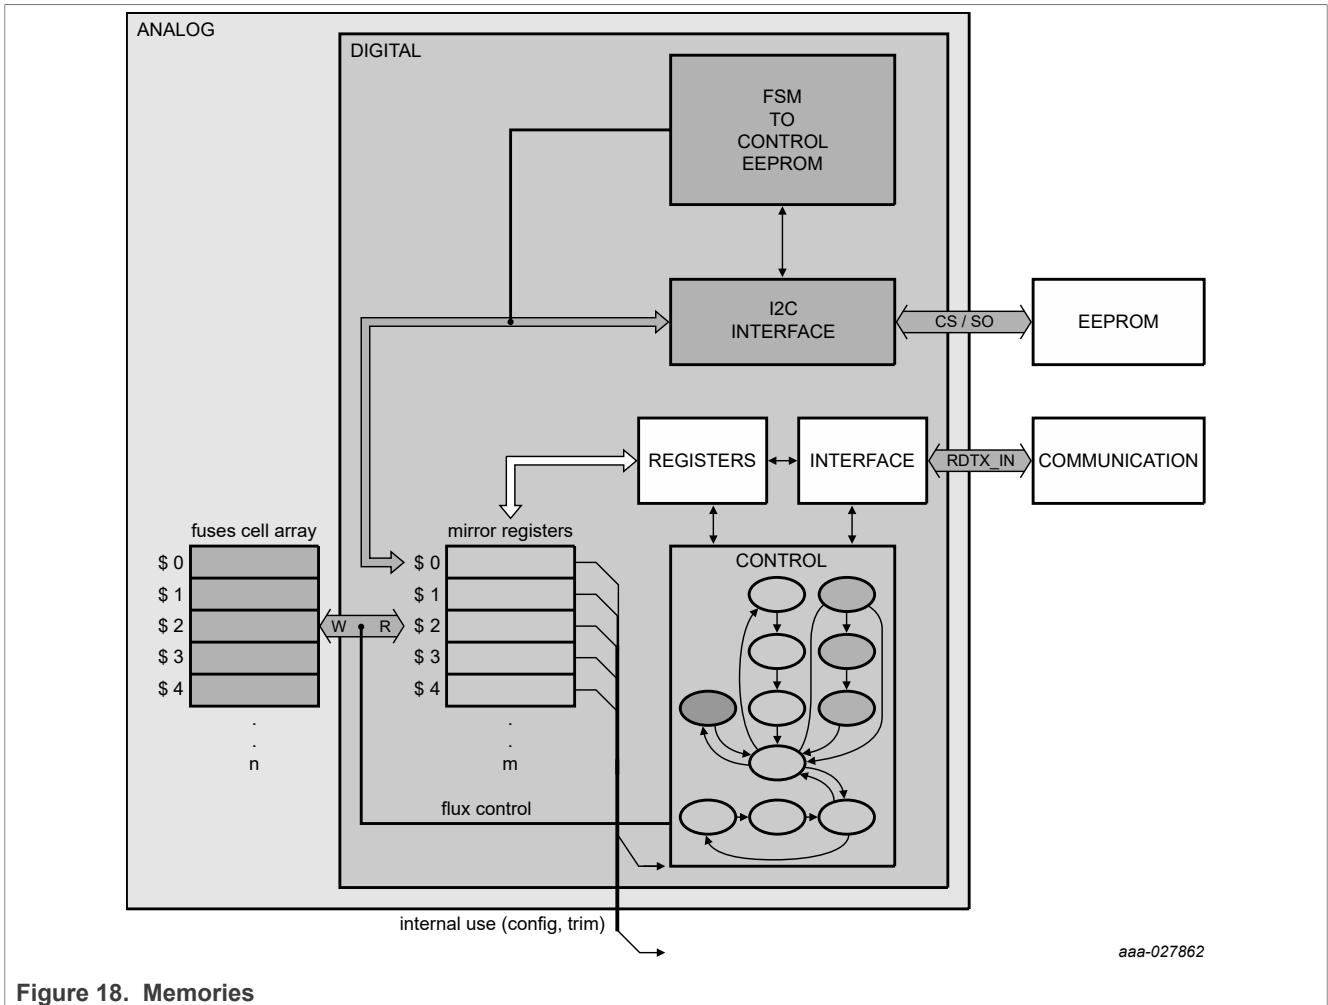 ANALOG
DIGITAL
FSM
TO
CONTROL
EEPROM
I2C
INTERFACE
CS / SO
EEPROM
REGISTERS
INTERFACE
RDTX_IN
COMMUNICATION
fuses cell array
mirror registers
$ 0
$ 1
$ 2
$ 3
$ 4
.
.
n
W R
$ 0
$ 1
$ 2
$ 3
$ 4
.
.
m
CONTROL
flux control
internal use (config, trim)
aaa-027862
Figure 18. Memories